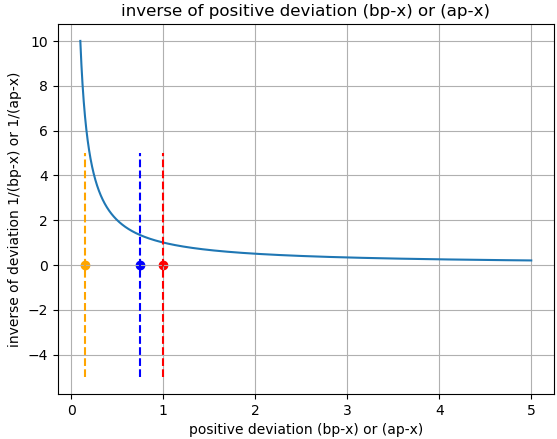 inverse of positive deviation (bp-x) or (ap-x)
inverse of deviation 1/(bp-x) or 1/(ap-x)
10
8
6
4
2
0
−2
−4
0 1 2 3 4 5
positive deviation (bp-x) or (ap-x)